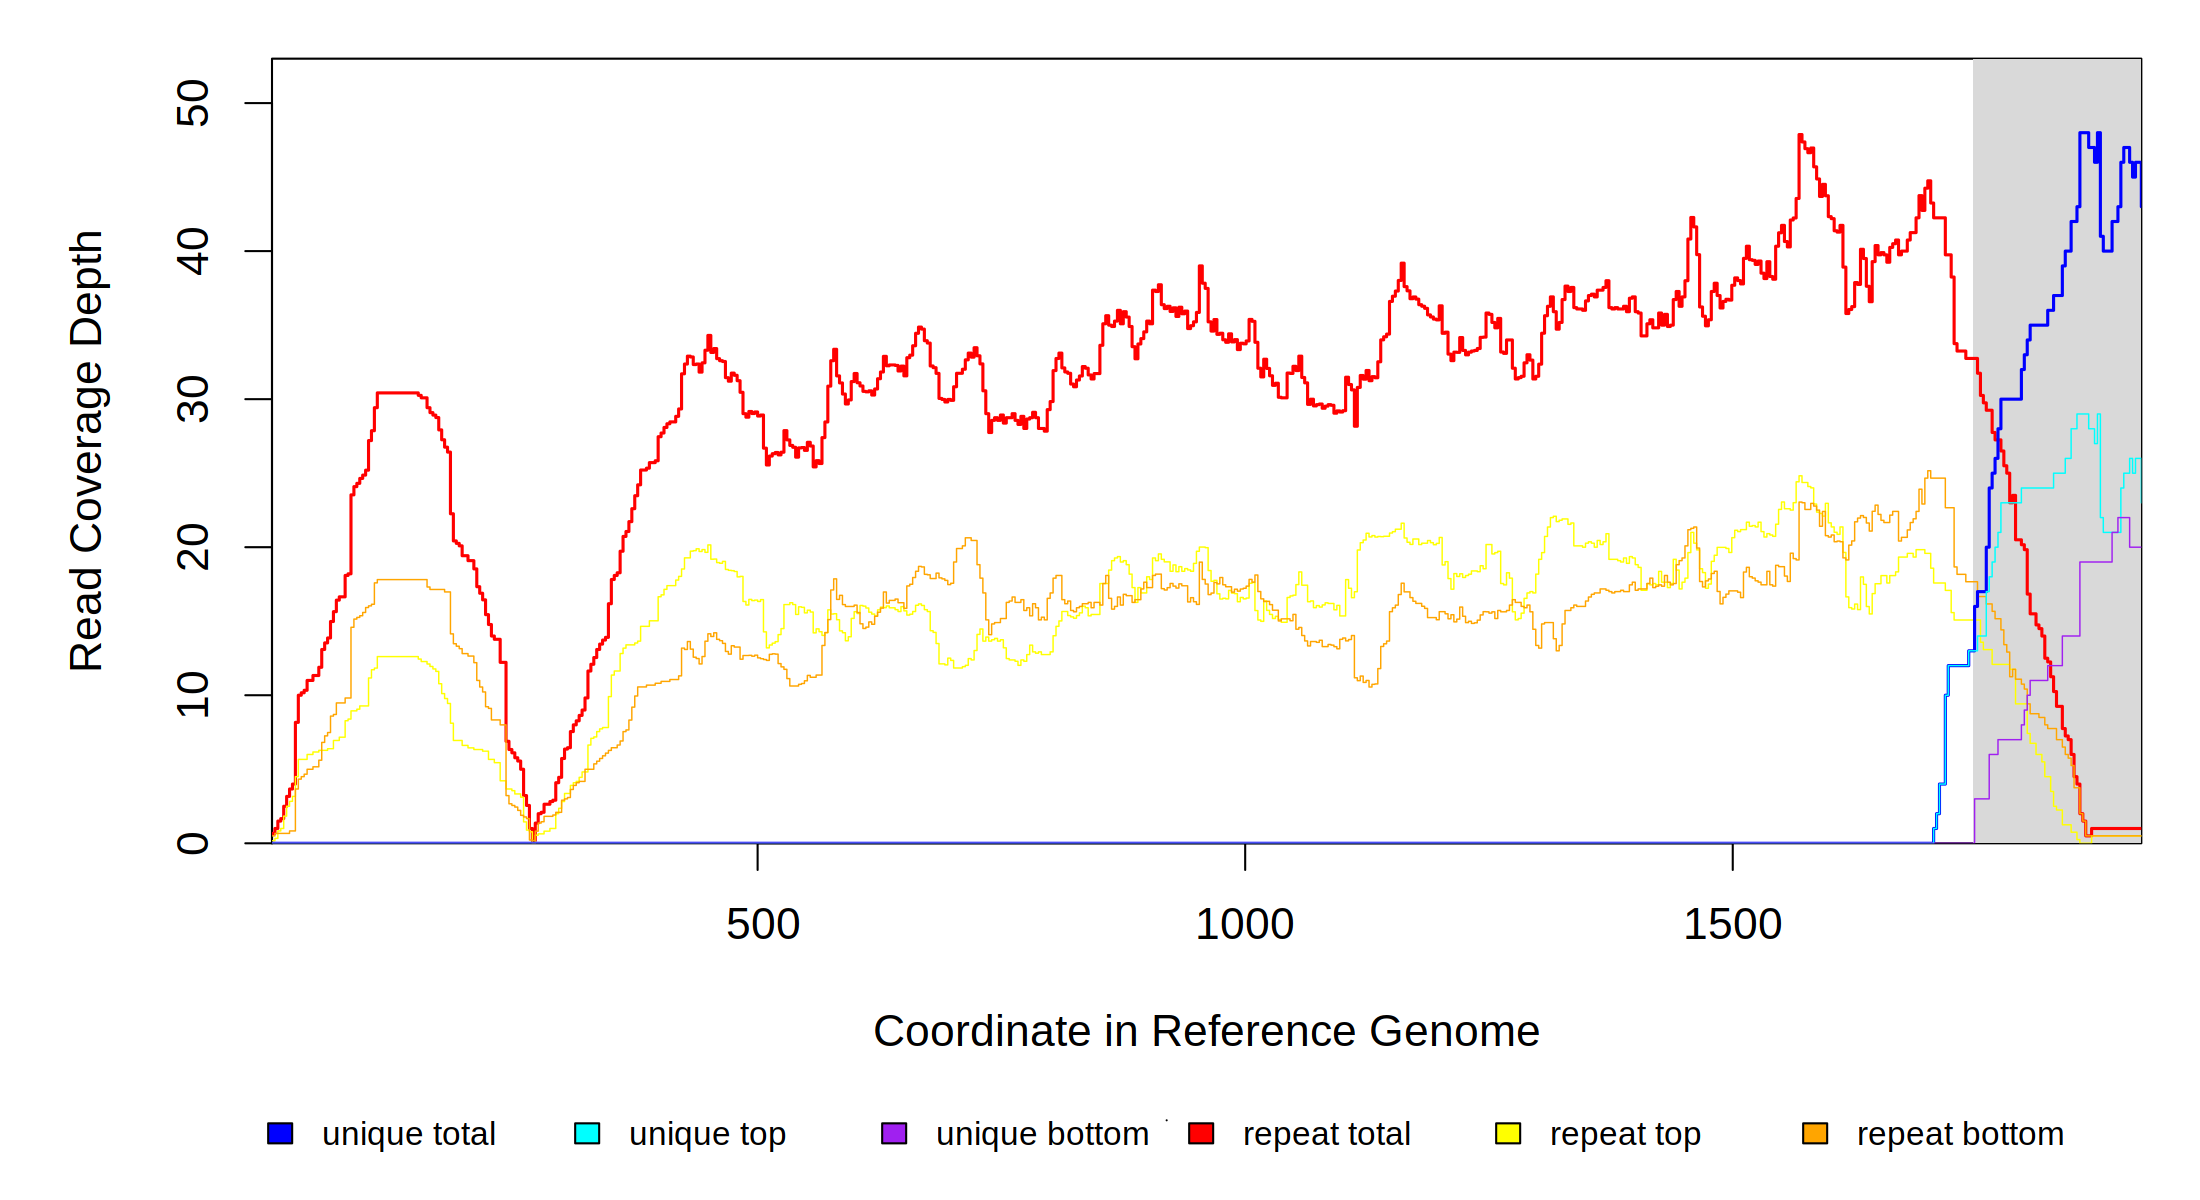 Read Coverage Depth
50
40
30
20
10
0
500 1000 1500
Coordinate in Reference Genome
unique total unique top unique bottom repeat total repeat top repeat bottom